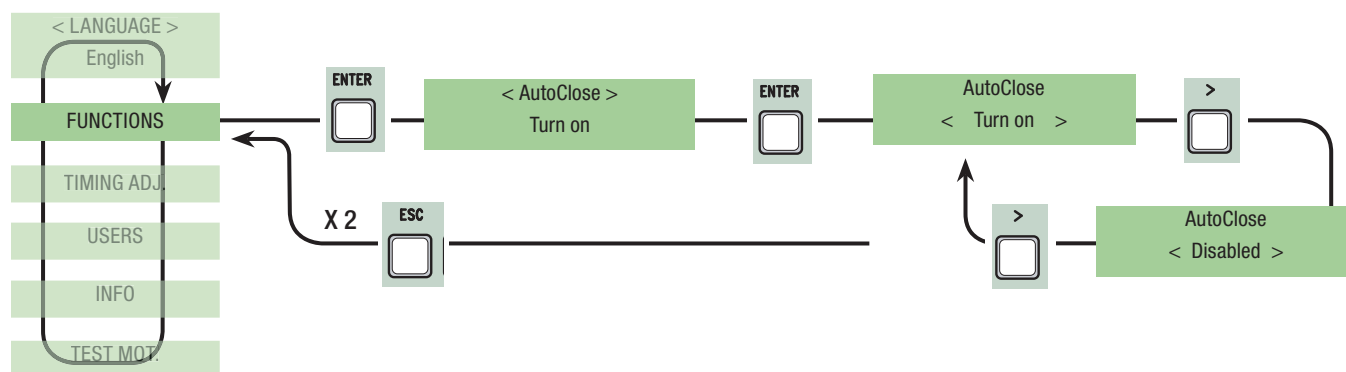 < LANGUAGE >
English
FUNCTIONS
TIMING ADJ.
USERS
INFO
TEST MOT.
ENTER
< AutoClose >
Turn on
ENTER
AutoClose
< Turn on >
>
AutoClose
< Disabled >
>
X 2
ESC